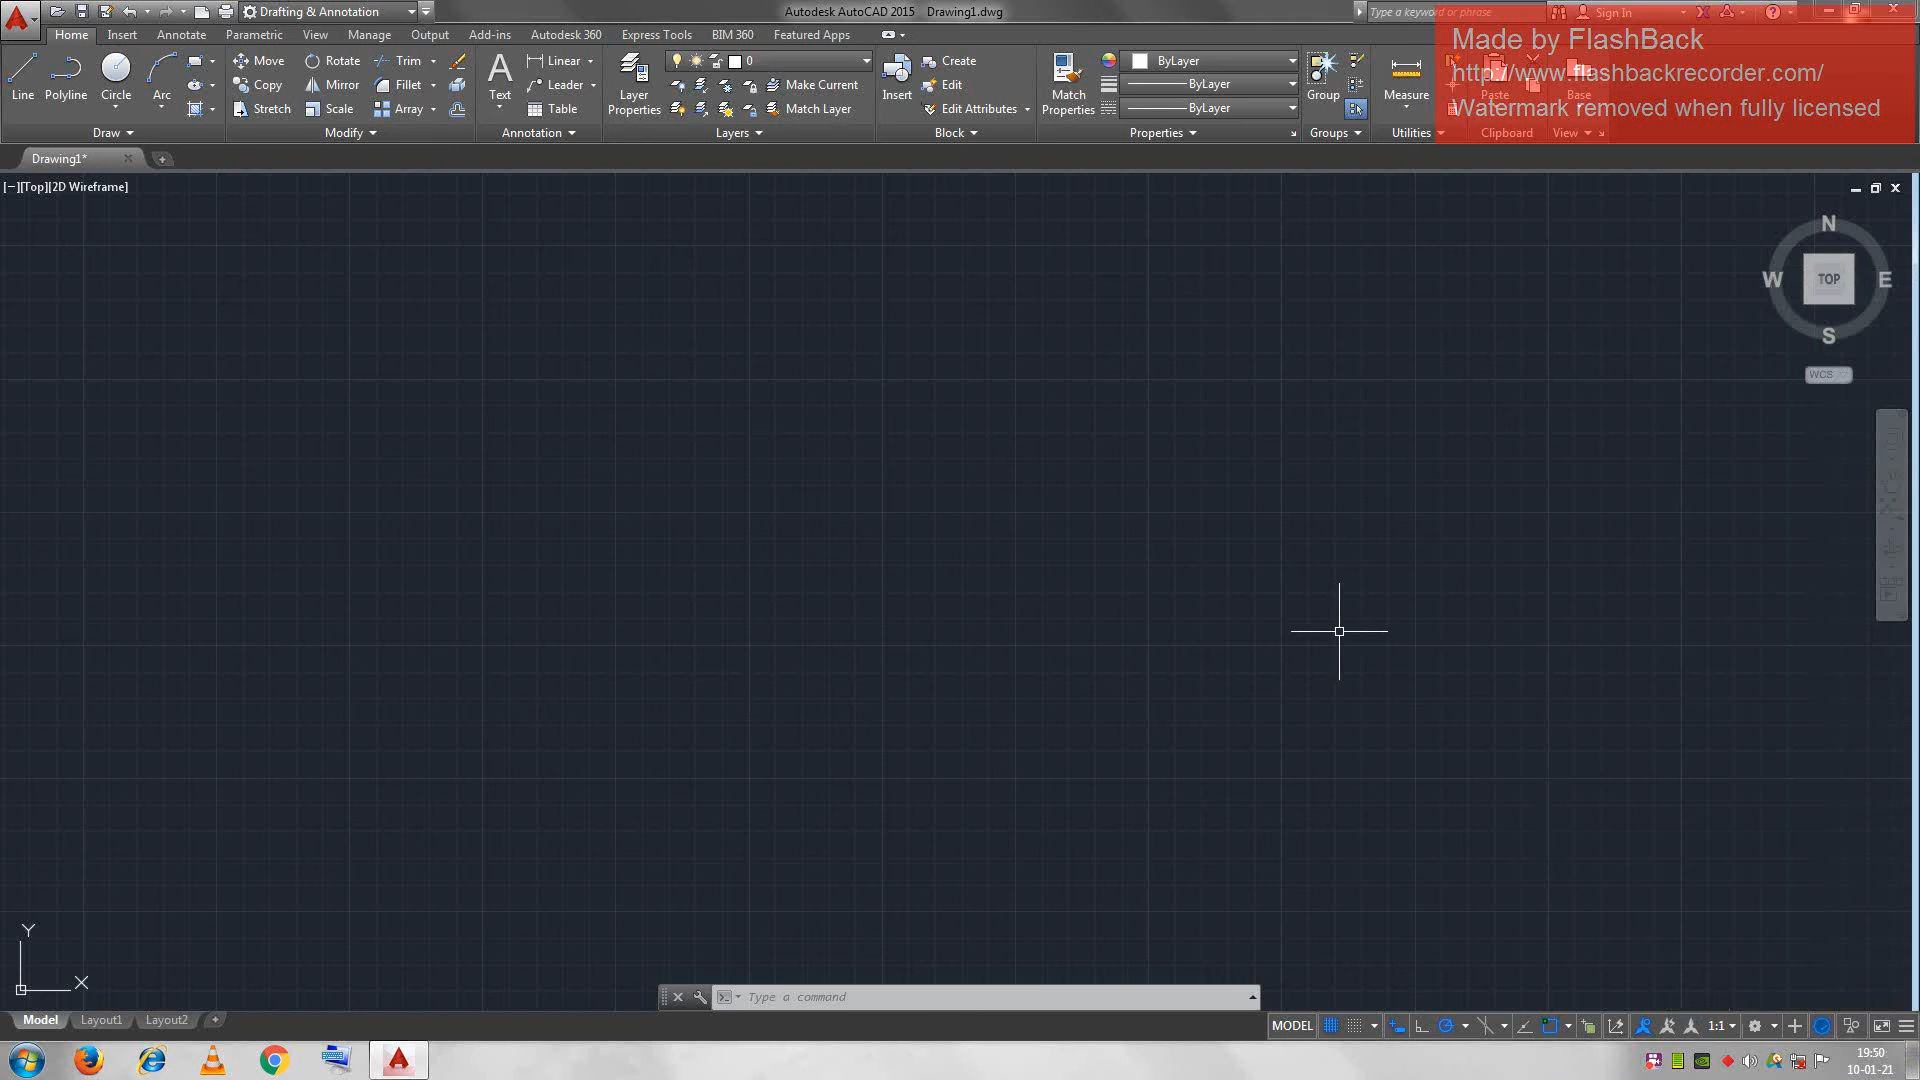 Drafting & Annotation
Autodesk AutoCAD 2015 Drawing1.dwg
Type a keyword or phrase
Sign In
Home Insert Annotate Parametric View Manage Output Add-ins Autodesk 360 Express Tools BIM 360 Featured Apps
Made by FlashBack
http://www.flashbackrecorder.com/
Watermark removed when fully licensed
Line Polyline Circle Arc
Draw
Move Rotate Trim
Copy Mirror Fillet
Stretch Scale Array
Modify
Text
Linear
Leader
Table
Annotation
Layer Properties
0
Make Current
Match Layer
Layers
Insert
Create
Edit
Edit Attributes
Block
Match Properties
ByLayer
ByLayer
ByLayer
Properties
Group
Groups
Measure
Utilities
Paste
Clipboard
Base
View
Drawing1*
[−][Top][2D Wireframe]
N
W TOP E
S
WCS
Y
X
Type a command
Model Layout1 Layout2
MODEL
1:1
19:50
10-01-21